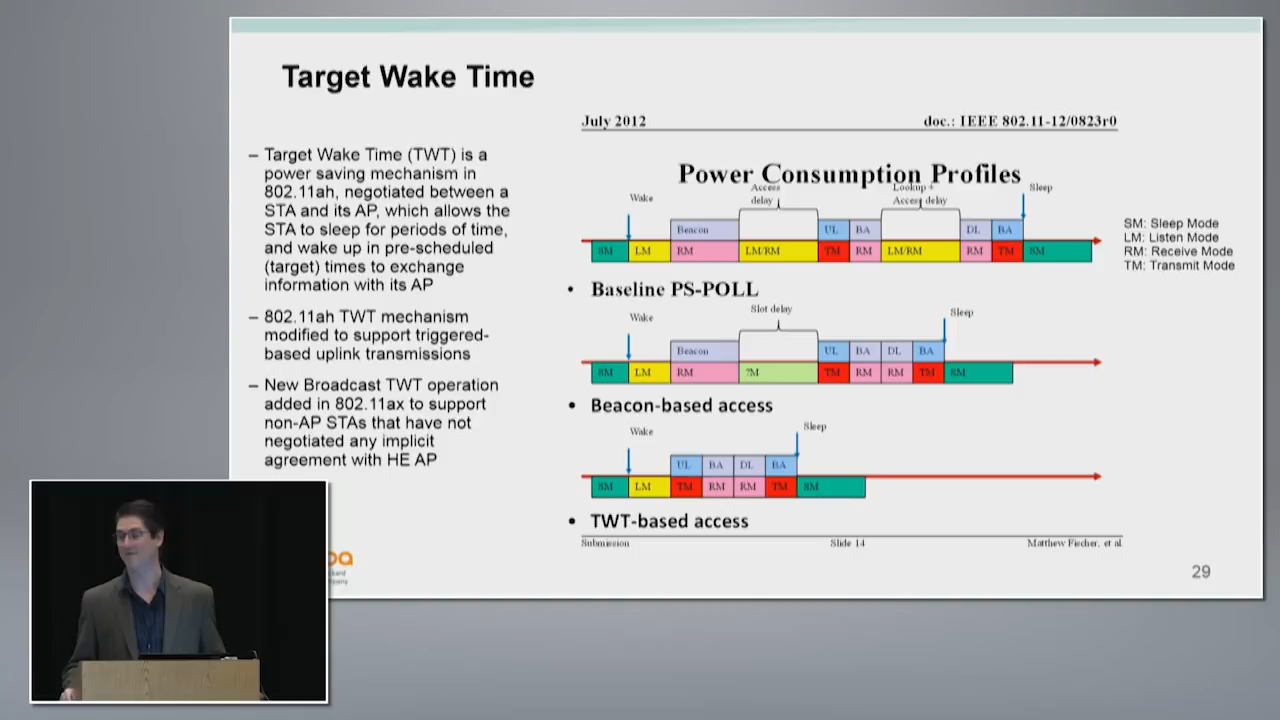 Target Wake Time
– Target Wake Time (TWT) is a
power saving mechanism in
802.11ah, negotiated between a
STA and its AP, which allows the
STA to sleep for periods of time,
and wake up in pre-scheduled
(target) times to exchange
information with its AP
– 802.11ah TWT mechanism
modified to support triggered-
based uplink transmissions
– New Broadcast TWT operation
added in 802.11ax to support
non-AP STAs that have not
negotiated any implicit
agreement with HE AP
July 2012 doc.: IEEE 802.11-12/0823r0
Power Consumption Profiles
Wake Access delay Lookup + Access delay Sleep
Beacon UL BA DL BA
SM LM RM LM/RM TM RM LM/RM RM TM SM
SM: Sleep Mode
LM: Listen Mode
RM: Receive Mode
TM: Transmit Mode
• Baseline PS-POLL
Wake Slot delay Sleep
Beacon UL BA DL BA
SM LM RM ?M TM RM RM TM SM
• Beacon-based access
Wake Sleep
UL BA DL BA
SM LM TM RM RM TM SM
• TWT-based access
Submission Slide 14 Matthew Fischer, et al.
29